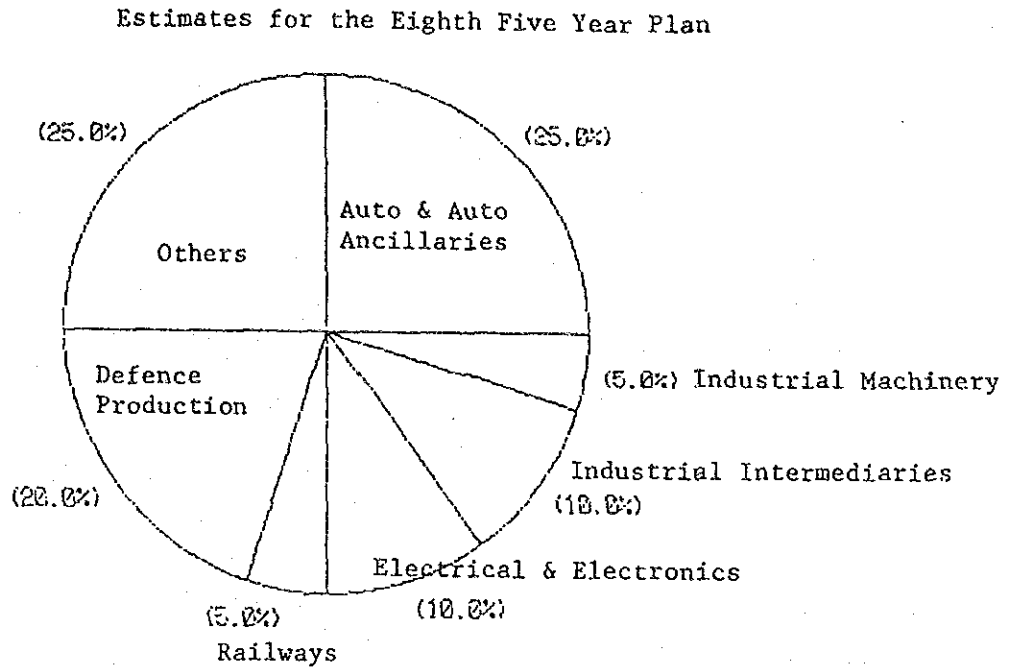 Estimates for the Eighth Five Year Plan
(25.0%)
(25.0%)
Auto & Auto
Ancillaries
Others
Defence
Production
(5.0%) Industrial Machinery
Industrial Intermediaries
(10.0%)
(20.0%)
Electrical & Electronics
(10.0%)
(5.0%)
Railways